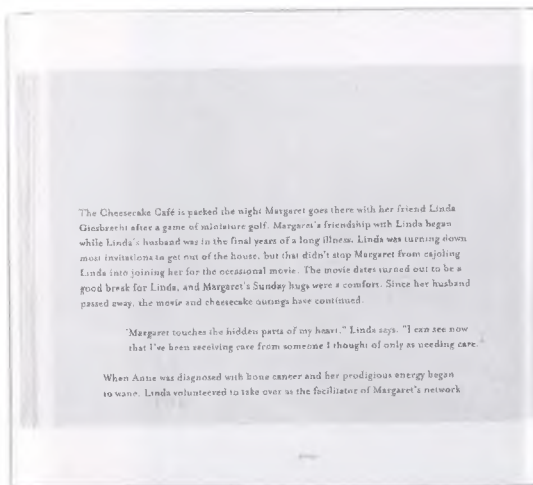 The Cheesecake Café is packed the night Margaret goes there with her friend Linda
Giesbrecht after a game of miniature golf. Margaret's friendship with Linda began
while Linda's husband was in the final years of a long illness. Linda was turning down
most invitations to get out of the house, but that didn't stop Margaret from cajoling
Linda into joining her for the occasional movie. The movie dates turned out to be a
good break for Linda, and Margaret's Sunday hugs were a comfort. Since her husband
passed away, the movie and cheesecake outings have continued.
"Margaret touches the hidden parts of my heart," Linda says. "I can see now
that I've been receiving care from someone I thought of only as needing care."
When Anne was diagnosed with bone cancer and her prodigious energy began
to wane, Linda volunteered to take over as the facilitator of Margaret's network